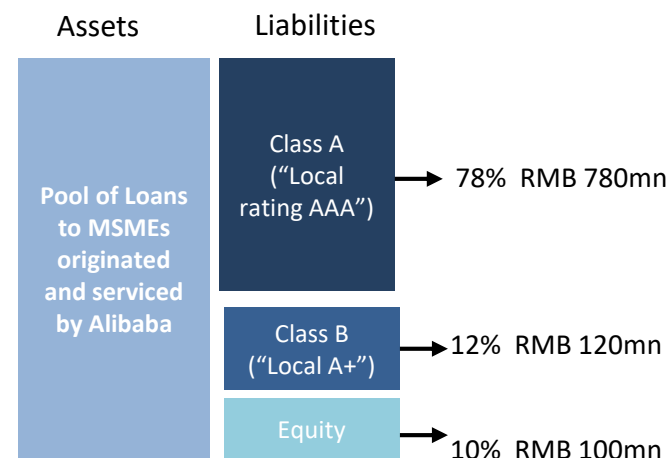 Assets
Liabilities
Pool of Loans
to MSMEs
originated
and serviced
by Alibaba
Class A
(“Local
rating AAA”)
78% RMB 780mn
Class B
(“Local A+”)
12% RMB 120mn
Equity
10% RMB 100mn